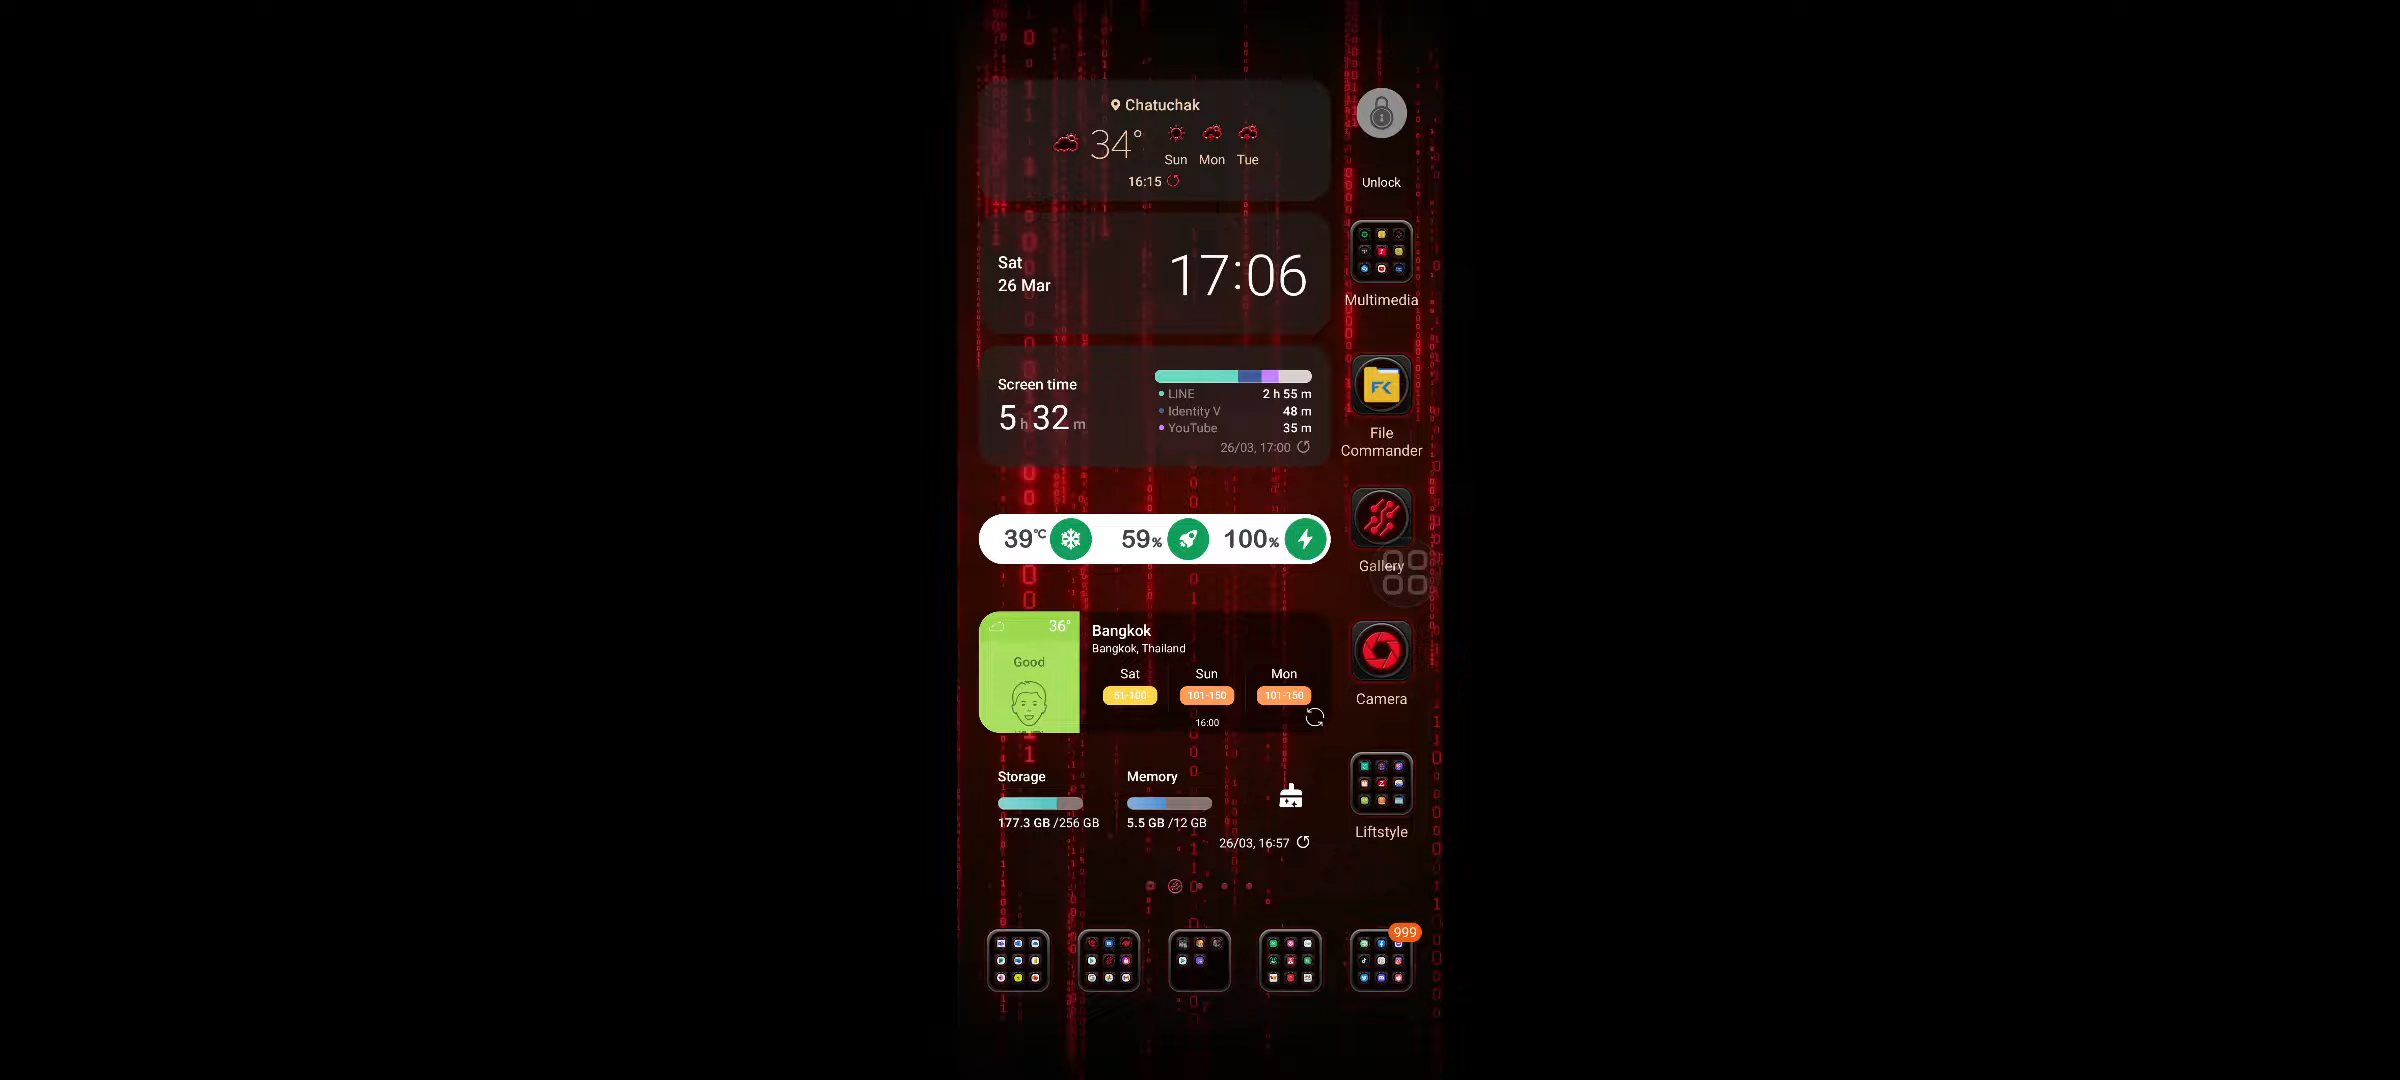 Chatuchak
34°
Sun Mon Tue
16:15
Unlock
Sat
26 Mar
17:06
Multimedia
Screen time
5 h 32 m
LINE 2 h 55 m
Identity V 48 m
YouTube 35 m
26/03, 17:00
File
Commander
39°C 59% 100%
Gallery
36°
Good
Bangkok
Bangkok, Thailand
Sat Sun Mon
51-100 101-150 101-150
16:00
Camera
Storage Memory
177.3 GB /256 GB 5.5 GB /12 GB
26/03, 16:57
Liftstyle
999